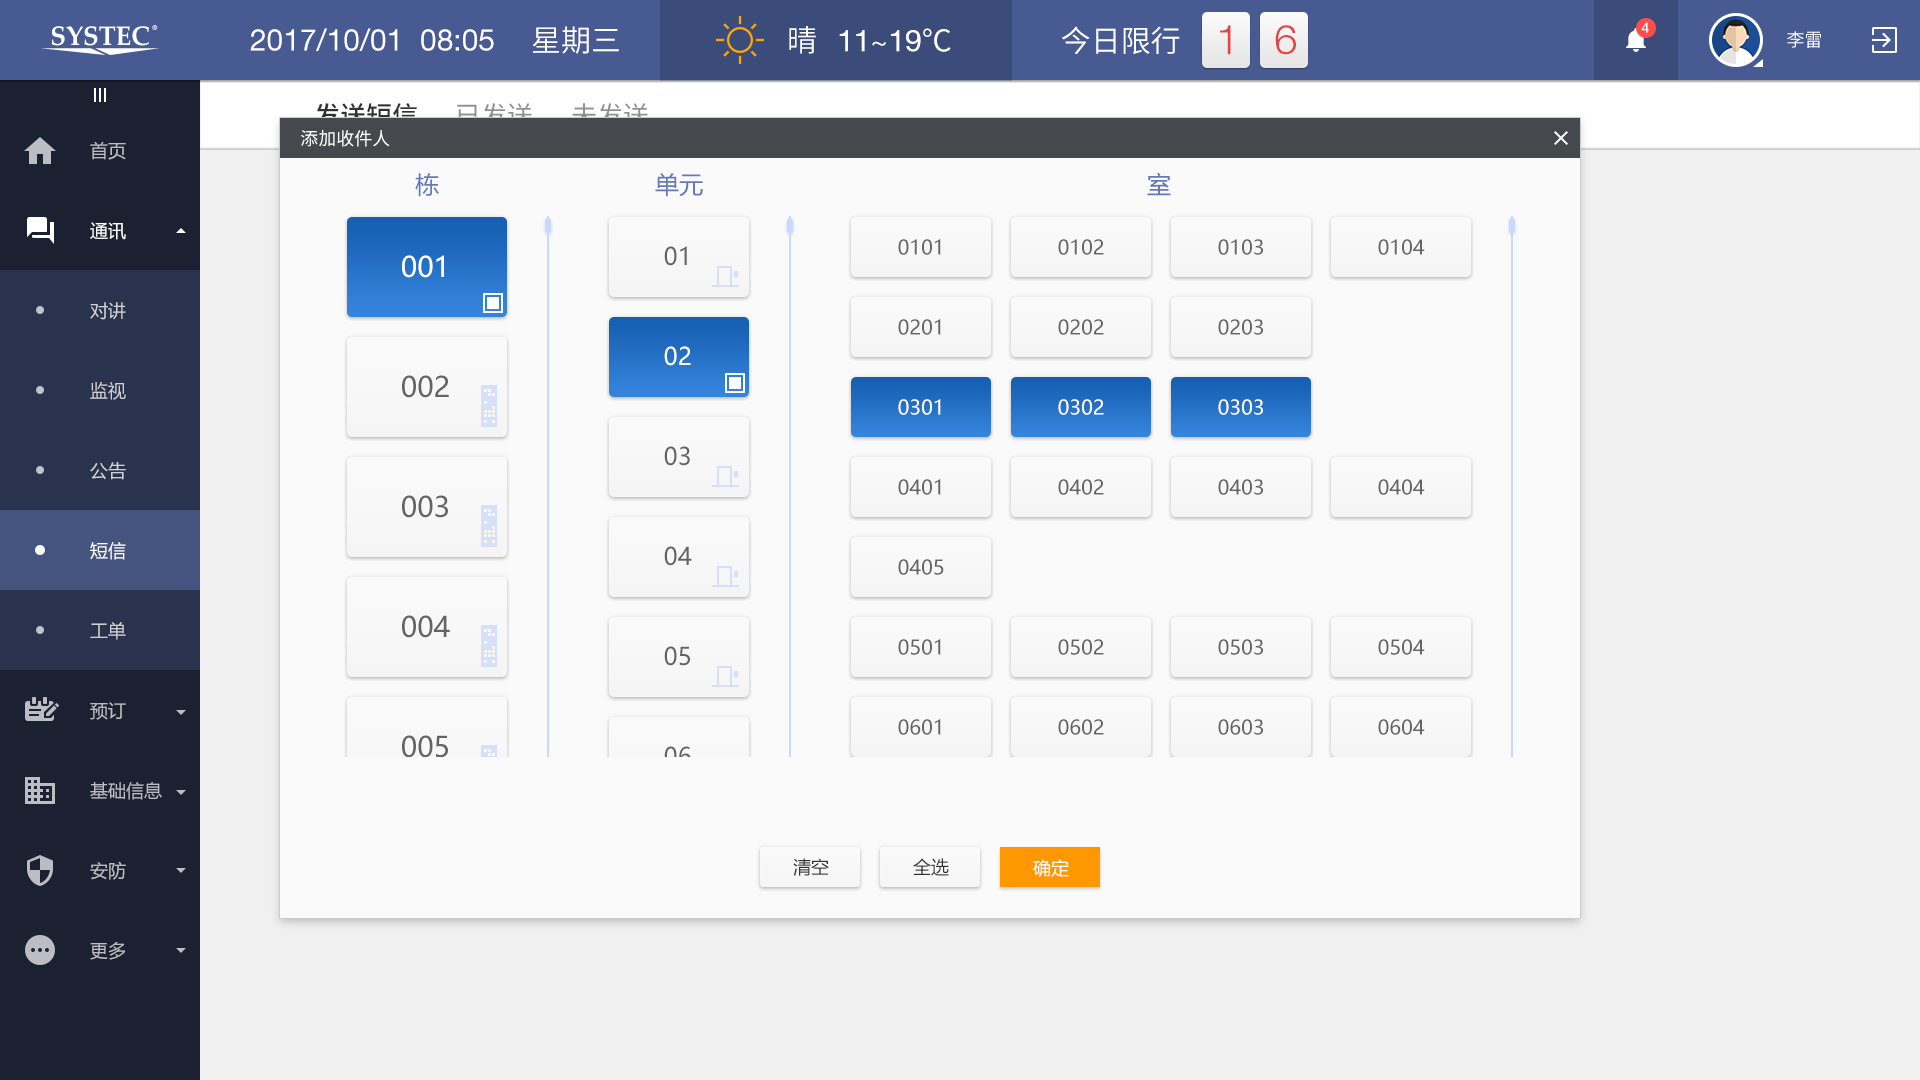 SYSTEC®
2017/10/01 08:05 星期三
晴 11~19℃
今日限行 1 6
4
李雷
首页
通讯
对讲
监视
公告
短信
工单
预订
基础信息
安防
更多
发送短信 已发送 未发送
添加收件人
栋 单元 室
001
002
003
004
005
01
02
03
04
05
06
0101 0102 0103 0104
0201 0202 0203
0301 0302 0303
0401 0402 0403 0404
0405
0501 0502 0503 0504
0601 0602 0603 0604
清空 全选 确定